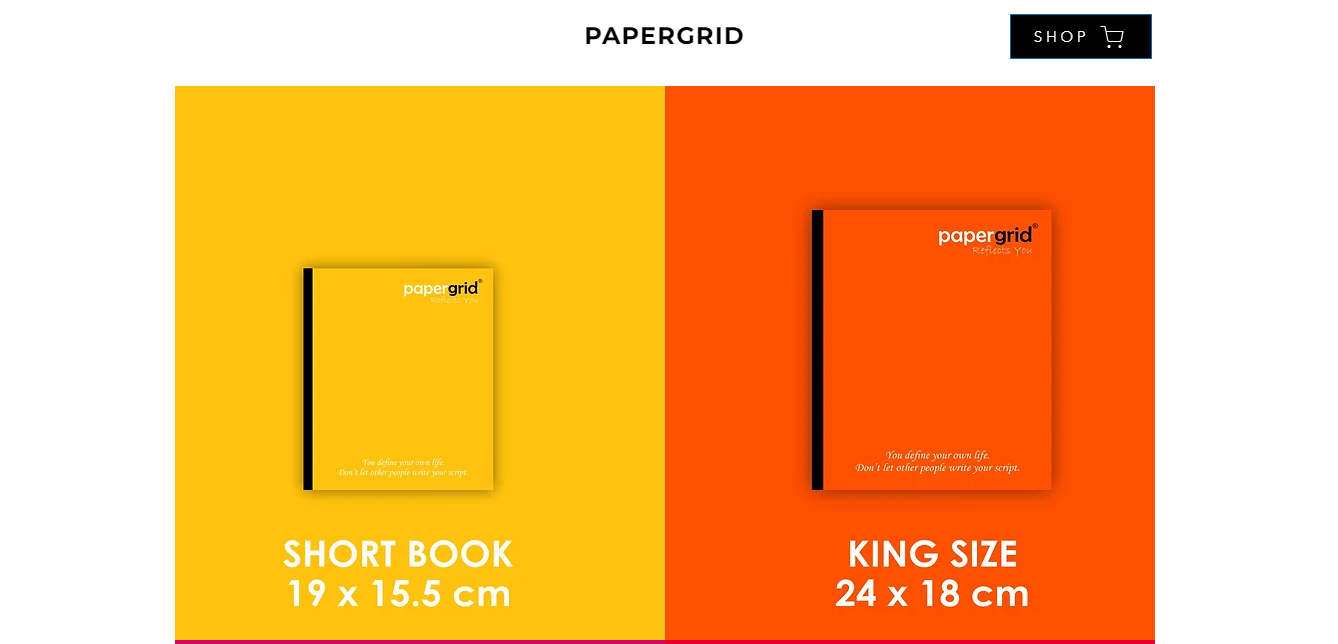 PAPERGRID
SHOP
papergrid®
Reflects You
You define your own life.
Don't let other people write your script.
SHORT BOOK
19 x 15.5 cm
papergrid®
Reflects You
You define your own life.
Don't let other people write your script.
KING SIZE
24 x 18 cm